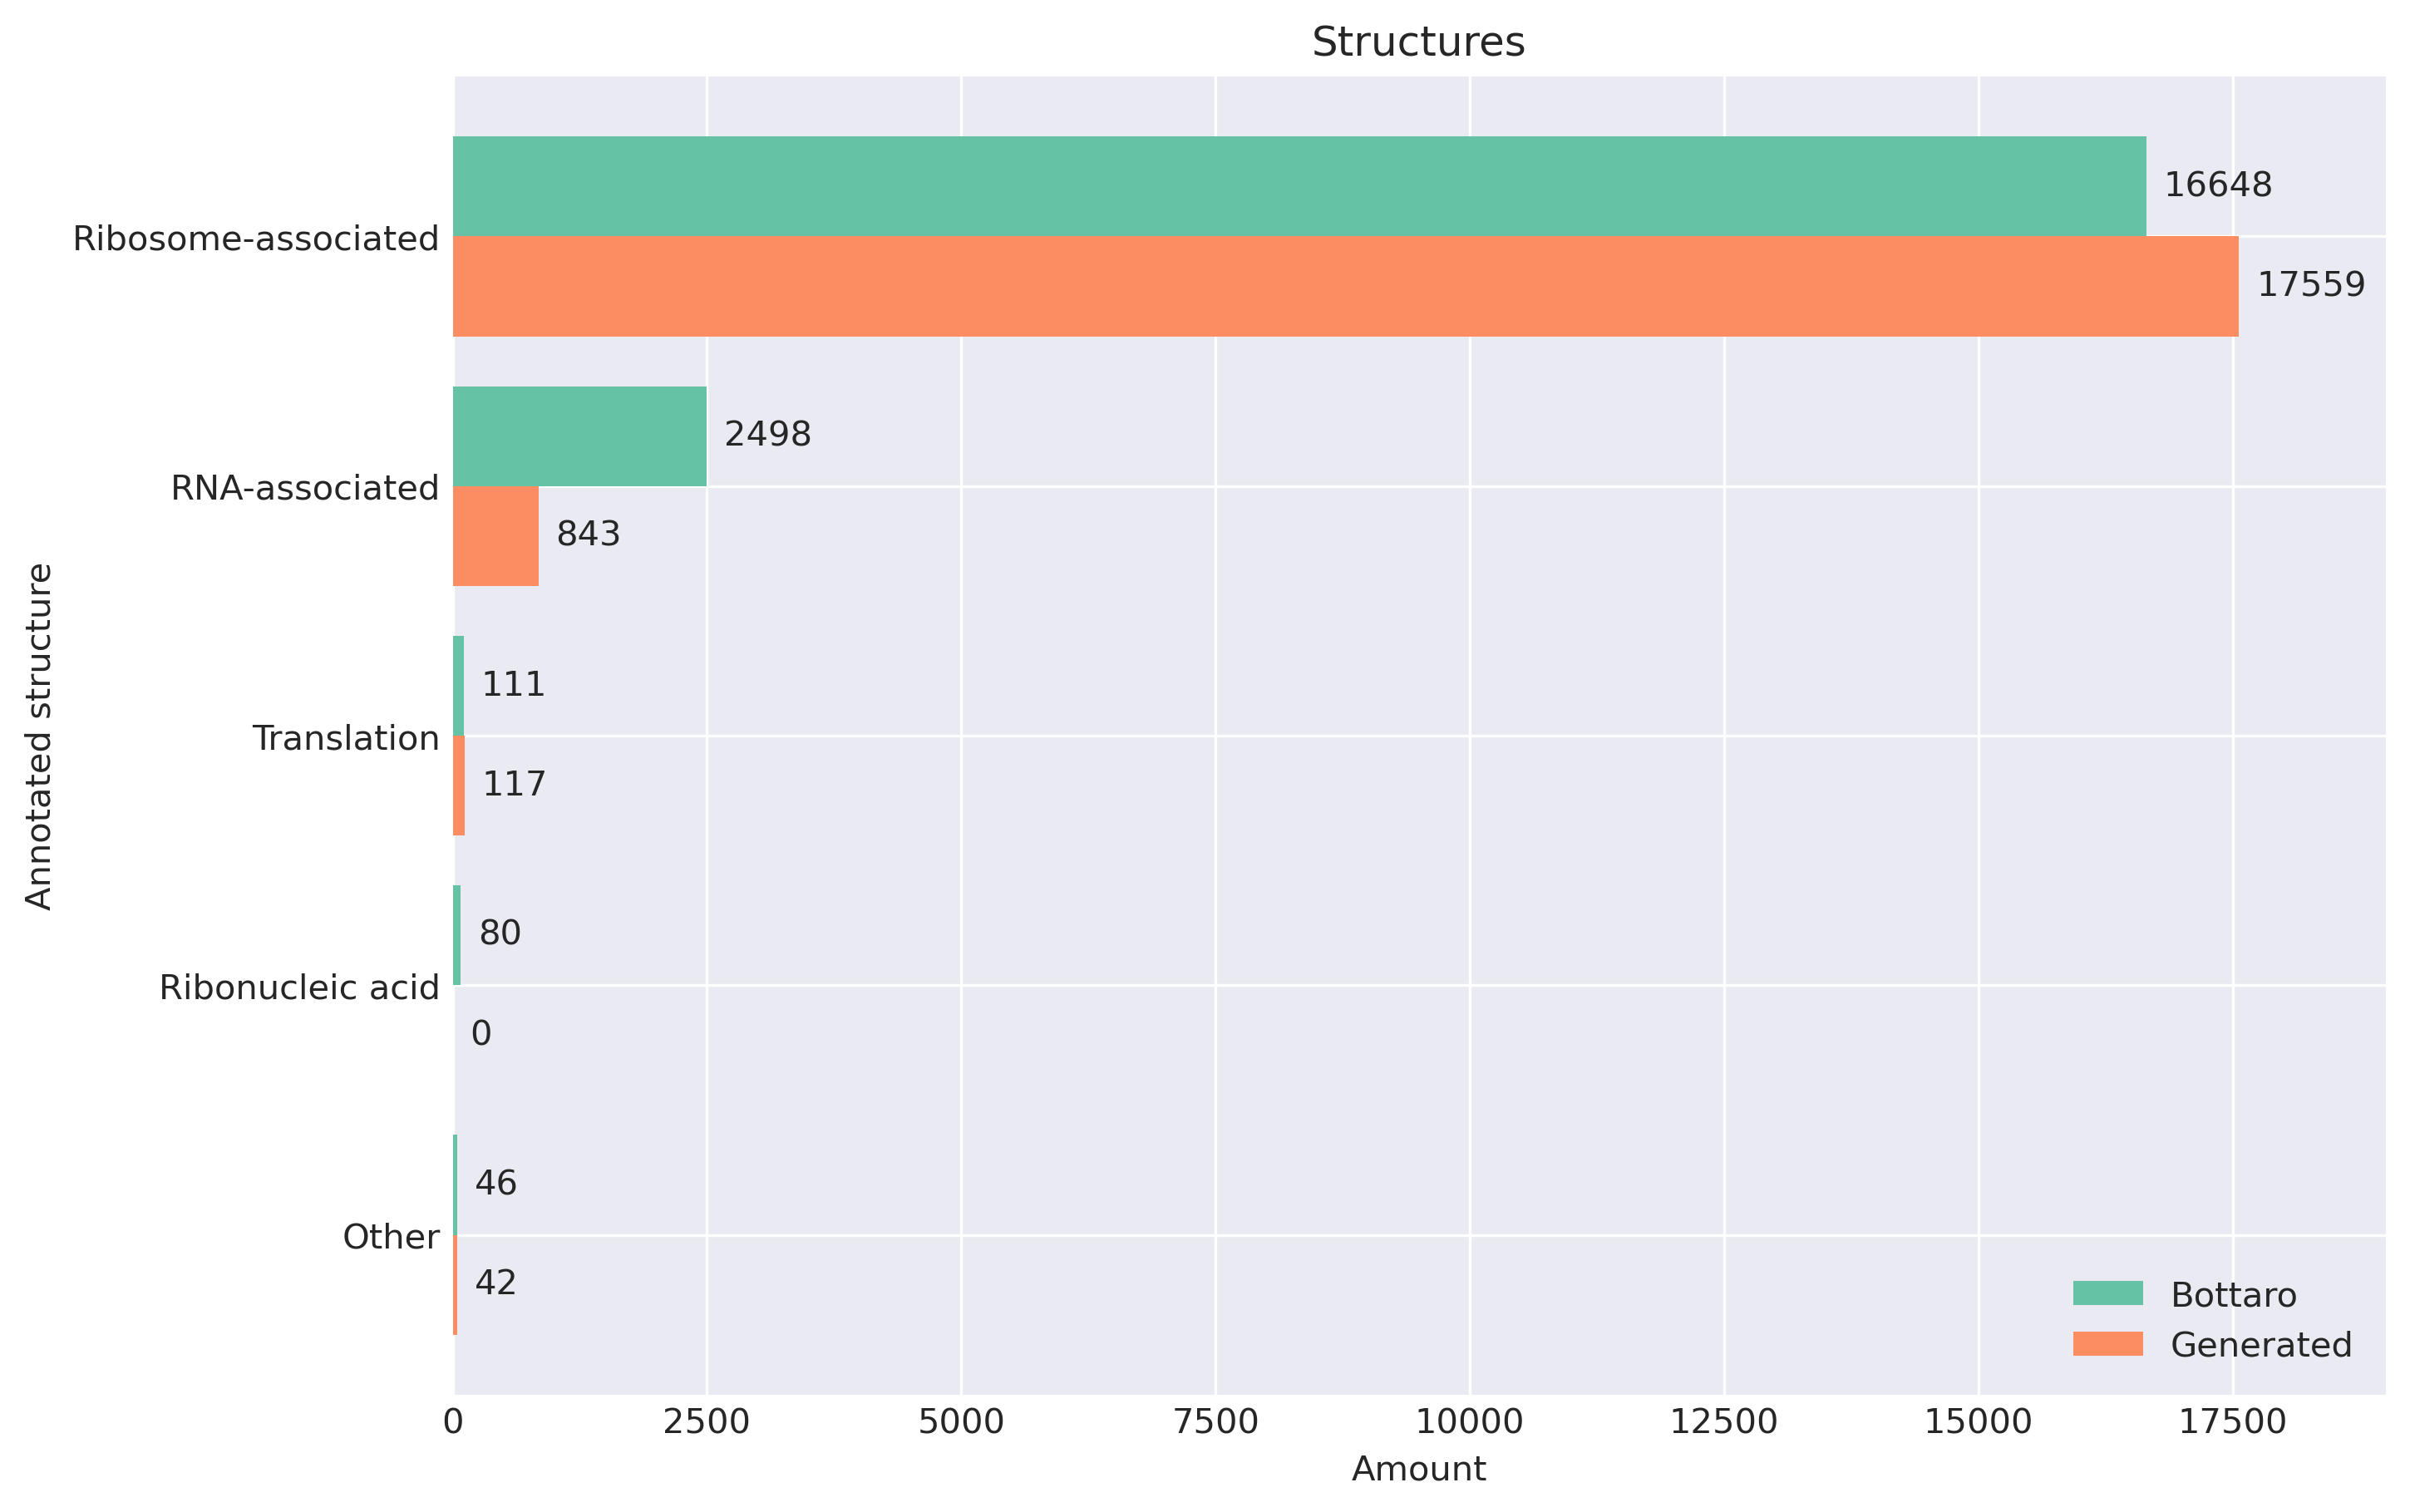 Structures
Ribosome-associated
16648
17559
RNA-associated
2498
843
Translation
111
117
Ribonucleic acid
80
0
Other
46
42
Annotated structure
Bottaro
Generated
0 2500 5000 7500 10000 12500 15000 17500
Amount